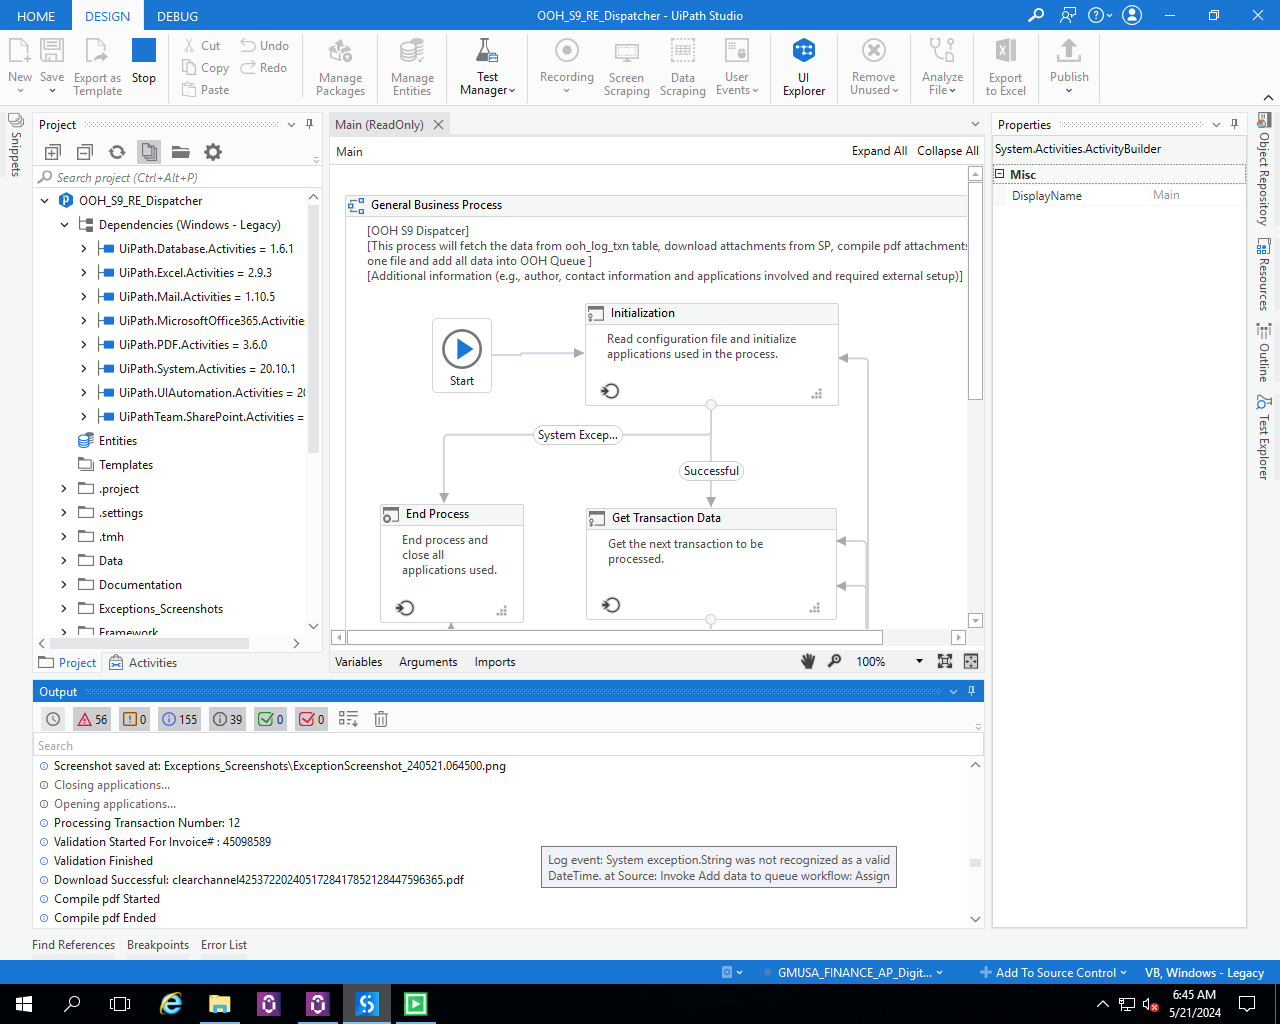 HOME DESIGN DEBUG OOH_S9_RE_Dispatcher - UiPath Studio
New Save Export as Template Stop Cut Copy Paste Undo Redo Manage Packages Manage Entities Test Manager Recording Screen Scraping Data Scraping User Events UI Explorer Remove Unused Analyze File Export to Excel Publish
Snippets
Project
Search project (Ctrl+Alt+P)
OOH_S9_RE_Dispatcher
Dependencies (Windows - Legacy)
UiPath.Database.Activities = 1.6.1
UiPath.Excel.Activities = 2.9.3
UiPath.Mail.Activities = 1.10.5
UiPath.MicrosoftOffice365.Activitie
UiPath.PDF.Activities = 3.6.0
UiPath.System.Activities = 20.10.1
UiPath.UIAutomation.Activities = 2
UiPathTeam.SharePoint.Activities =
Entities
Templates
.project
.settings
.tmh
Data
Documentation
Exceptions_Screenshots
Framework
Project Activities
Main (ReadOnly)
Main Expand All Collapse All
General Business Process
[OOH S9 Dispatcer]
[This process will fetch the data from ooh_log_txn table, download attachments from SP, compile pdf attachments
one file and add all data into OOH Queue ]
[Additional information (e.g., author, contact information and applications involved and required external setup)]
Start
Initialization
Read configuration file and initialize
applications used in the process.
System Excep...
Successful
End Process
End process and
close all
applications used.
Get Transaction Data
Get the next transaction to be
processed.
Variables Arguments Imports 100%
Properties
System.Activities.ActivityBuilder
Misc
DisplayName Main
Object Repository
Resources
Outline
Test Explorer
Output
56 0 155 39 0 0
Search
Screenshot saved at: Exceptions_Screenshots\ExceptionScreenshot_240521.064500.png
Closing applications...
Opening applications...
Processing Transaction Number: 12
Validation Started For Invoice# : 45098589
Validation Finished
Download Successful: clearchannel425372202405172841785212844759​6365.pdf
Compile pdf Started
Compile pdf Ended
Log event: System exception.String was not recognized as a valid
DateTime. at Source: Invoke Add data to queue workflow: Assign
Find References Breakpoints Error List
GMUSA_FINANCE_AP_Digit... Add To Source Control VB, Windows - Legacy
6:45 AM
5/21/2024